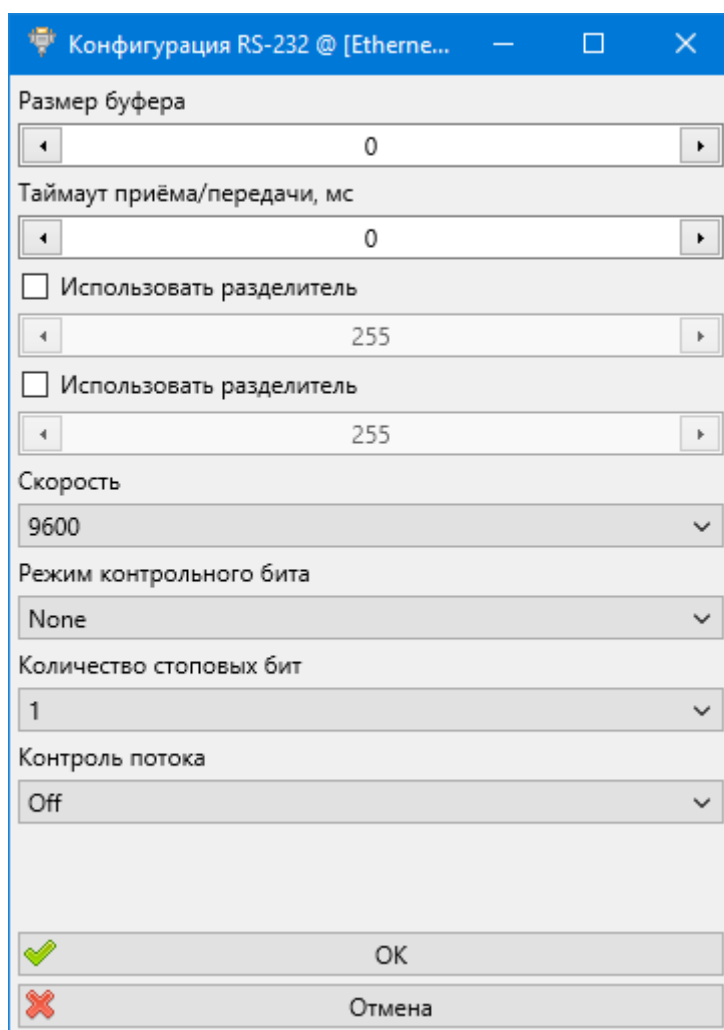 Конфигурация RS-232 @ [Etherne...
Размер буфера
0
Таймаут приёма/передачи, мс
0
Использовать разделитель
255
Использовать разделитель
255
Скорость
9600
Режим контрольного бита
None
Количество стоповых бит
1
Контроль потока
Off
OK
Отмена